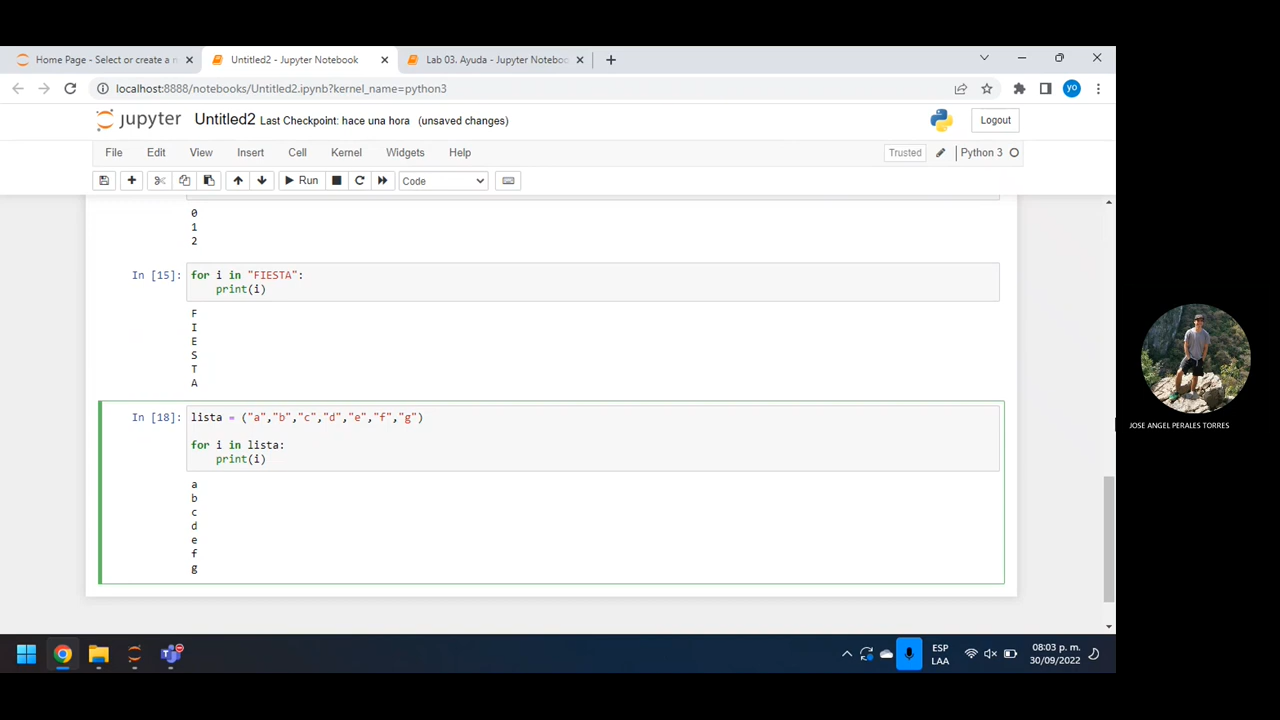 Home Page - Select or create a n
Untitled2 - Jupyter Notebook
Lab 03. Ayuda - Jupyter Noteboo
localhost:8888/notebooks/Untitled2.ipynb?kernel_name=python3
yo
jupyter Untitled2 Last Checkpoint: hace una hora (unsaved changes)
Logout
File Edit View Insert Cell Kernel Widgets Help
Trusted
Python 3
Run
Code
0
1
2
In [15]: for i in "FIESTA":
print(i)
F
I
E
S
T
A
In [18]: lista = ("a","b","c","d","e","f","g")
for i in lista:
print(i)
a
b
c
d
e
f
g
JOSE ANGEL PERALES TORRES
ESP
LAA
08:03 p. m.
30/09/2022